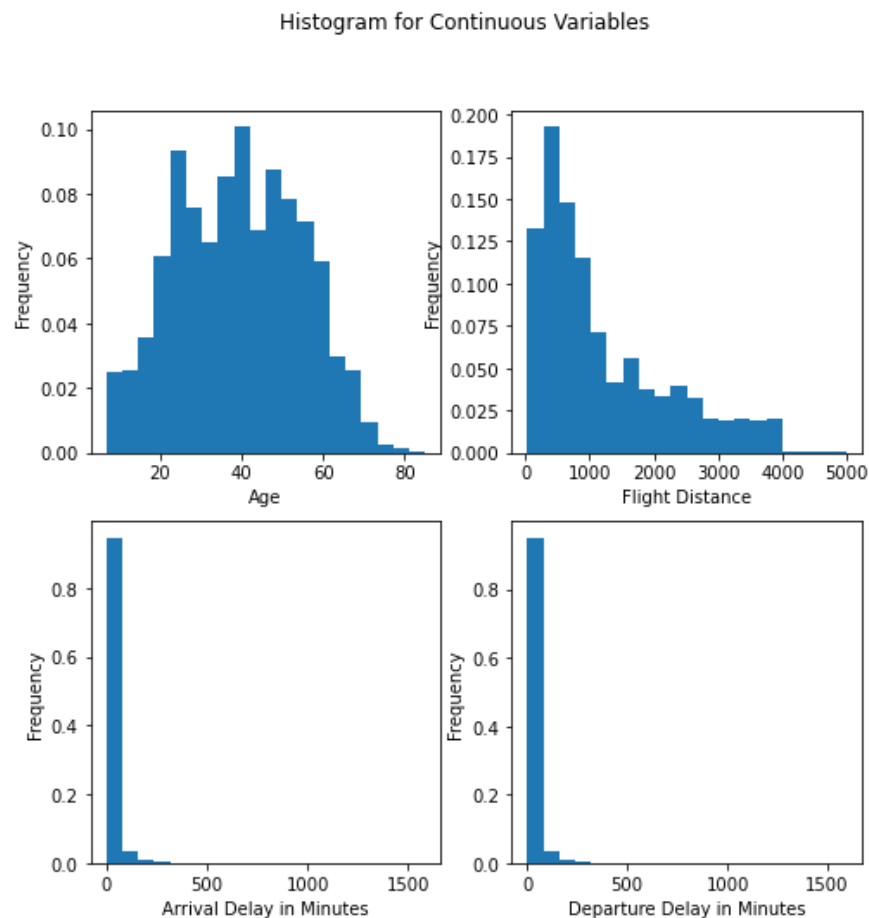 Histogram for Continuous Variables
0.10
0.08
0.06
0.04
0.02
0.00
Frequency
20 40 60 80
Age
0.200
0.175
0.150
0.125
0.100
0.075
0.050
0.025
0.000
Frequency
0 1000 2000 3000 4000 5000
Flight Distance
0.8
0.6
0.4
0.2
0.0
Frequency
0 500 1000 1500
Arrival Delay in Minutes
0.8
0.6
0.4
0.2
0.0
Frequency
0 500 1000 1500
Departure Delay in Minutes